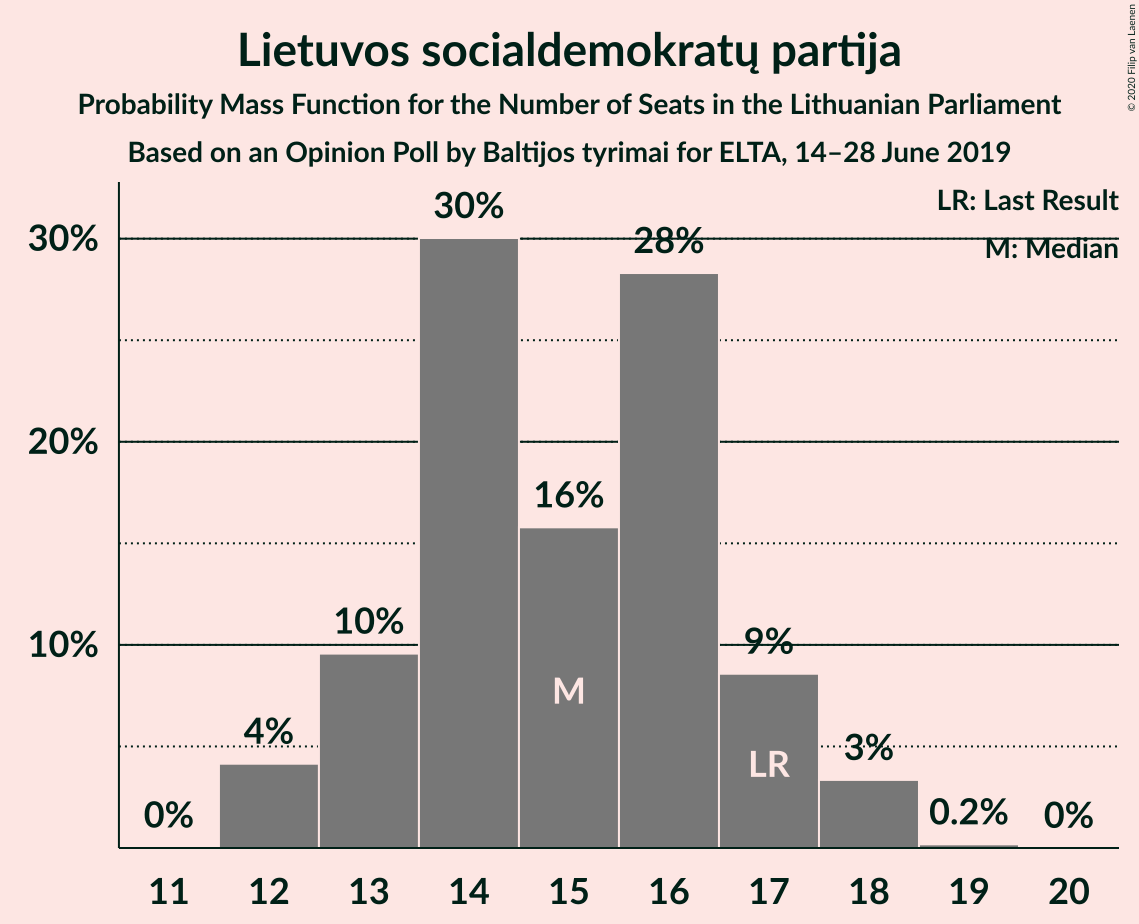 Lietuvos socialdemokratų partija
Probability Mass Function for the Number of Seats in the Lithuanian Parliament
Based on an Opinion Poll by Baltijos tyrimai for ELTA, 14–28 June 2019
© 2020 Filip van Laenen
LR: Last Result
M: Median
30%
20%
10%
0%
4%
10%
30%
16%
28%
9%
3%
0.2%
0%
M
LR
11 12 13 14 15 16 17 18 19 20